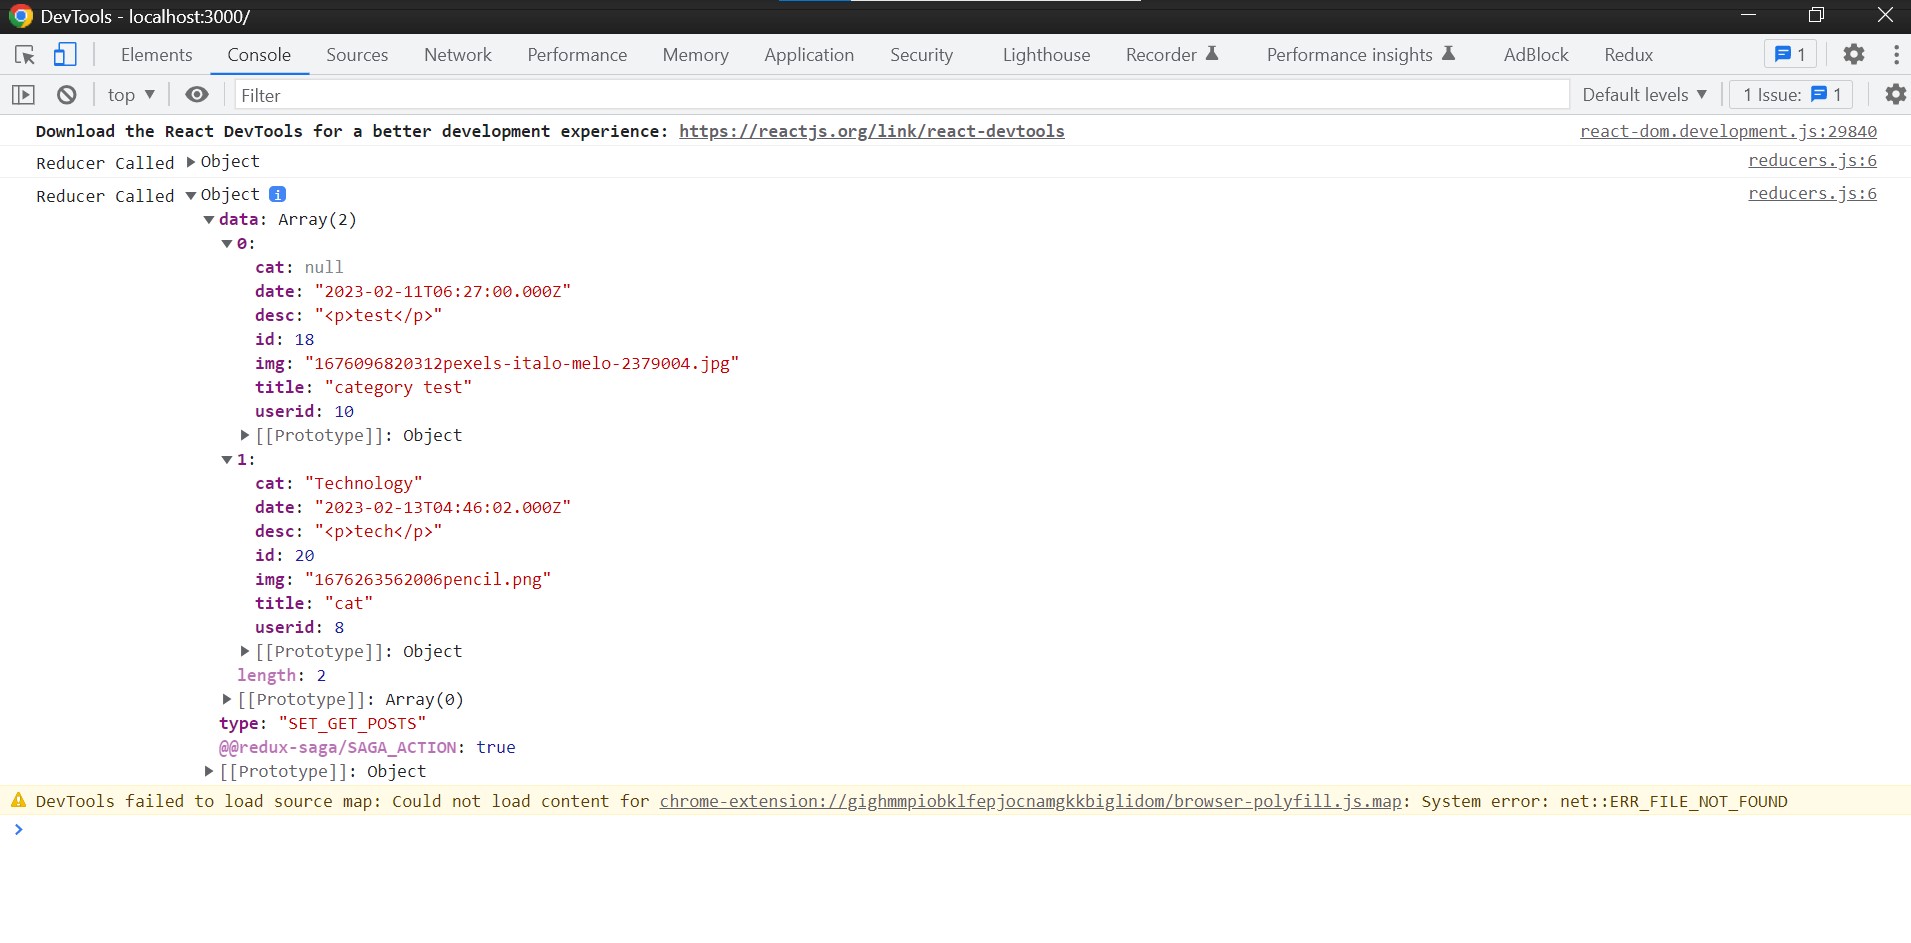 DevTools - localhost:3000/
Elements Console Sources Network Performance Memory Application Security Lighthouse Recorder Performance insights AdBlock Redux 1
top Filter Default levels 1 Issue: 1
Download the React DevTools for a better development experience: https://reactjs.org/link/react-devtools react-dom.development.js:29840
Reducer Called Object reducers.js:6
Reducer Called Object reducers.js:6
data: Array(2)
0:
cat: null
date: "2023-02-11T06:27:00.000Z"
desc: "<p>test</p>"
id: 18
img: "1676096820312pexels-italo-melo-2379004.jpg"
title: "category test"
userid: 10
[[Prototype]]: Object
1:
cat: "Technology"
date: "2023-02-13T04:46:02.000Z"
desc: "<p>tech</p>"
id: 20
img: "1676263562006pencil.png"
title: "cat"
userid: 8
[[Prototype]]: Object
length: 2
[[Prototype]]: Array(0)
type: "SET_GET_POSTS"
@@redux-saga/SAGA_ACTION: true
[[Prototype]]: Object
DevTools failed to load source map: Could not load content for chrome-extension://gighmmpiobklfepjocnamgkkbiglidom/browser-polyfill.js.map: System error: net::ERR_FILE_NOT_FOUND